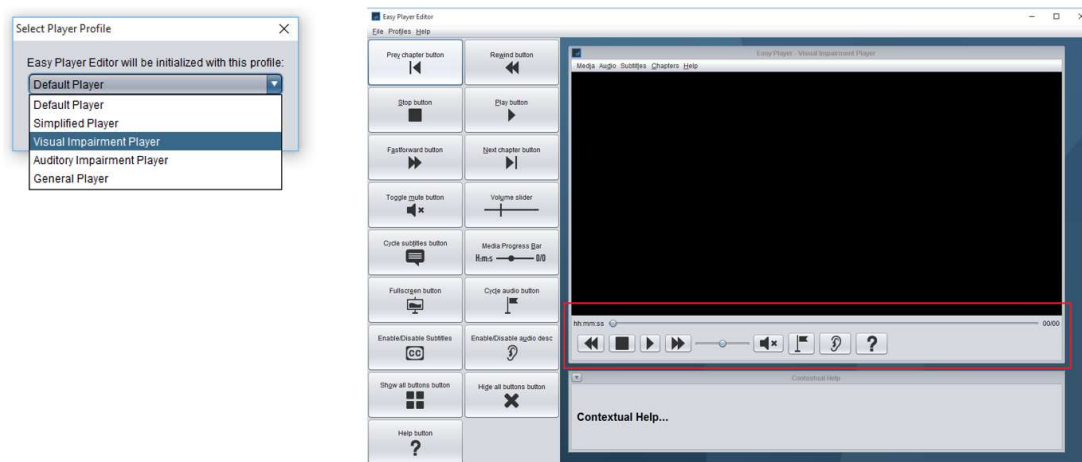 Select Player Profile
Easy Player Editor will be initialized with this profile:
Default Player
Default Player
Simplified Player
Visual Impairment Player
Auditory Impairment Player
General Player
Easy Player Editor
File Profiles Help
Prev chapter button
Rewind button
Stop button
Play button
Fastforward button
Next chapter button
Toggle mute button
Volume slider
Cycle subtitles button
Media Progress Bar
H:m:s 0/0
Fullscreen button
Cycle audio button
Enable/Disable Subtitles
CC
Enable/Disable audio desc
Show all buttons button
Hide all buttons button
Help button
?
Easy Player - Visual Impairment Player
Media Audio Subtitles Chapters Help
hh:mm:ss 00/00
?
Contextual Help
Contextual Help...